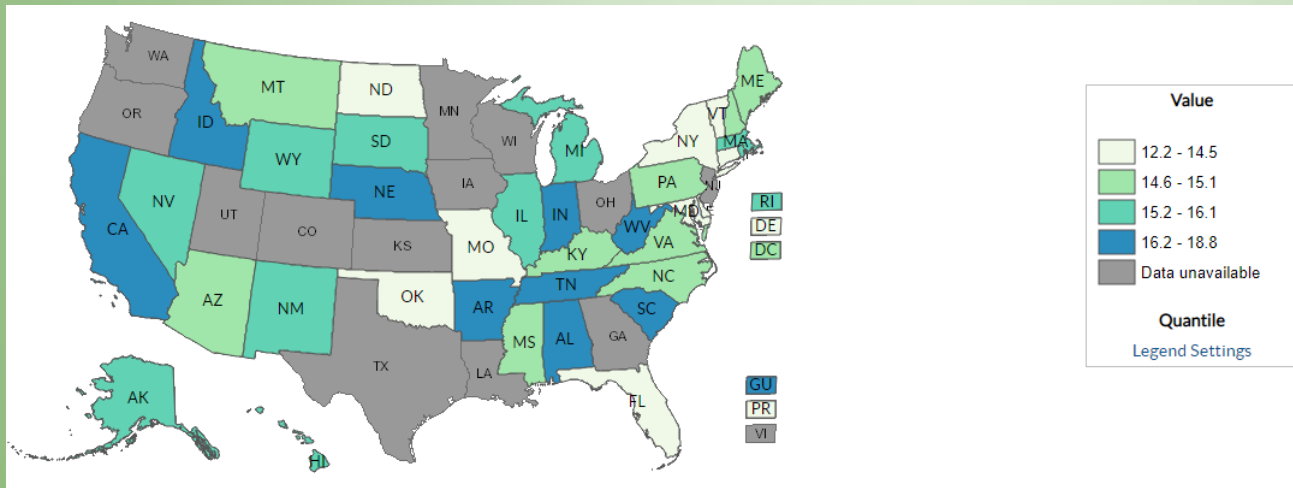 WA
MT
ND
MN
ME
OR
ID
SD
WI
MI
VT
NY
MA
WY
NE
IA
PA
NJ
NV
UT
CO
KS
MO
IL
IN
OH
WV
MD
VA
KY
CA
AZ
NM
OK
AR
TN
NC
SC
TX
LA
MS
AL
GA
FL
AK
HI
RI
DE
DC
GU
PR
VI
Value
12.2 - 14.5
14.6 - 15.1
15.2 - 16.1
16.2 - 18.8
Data unavailable
Quantile
Legend Settings